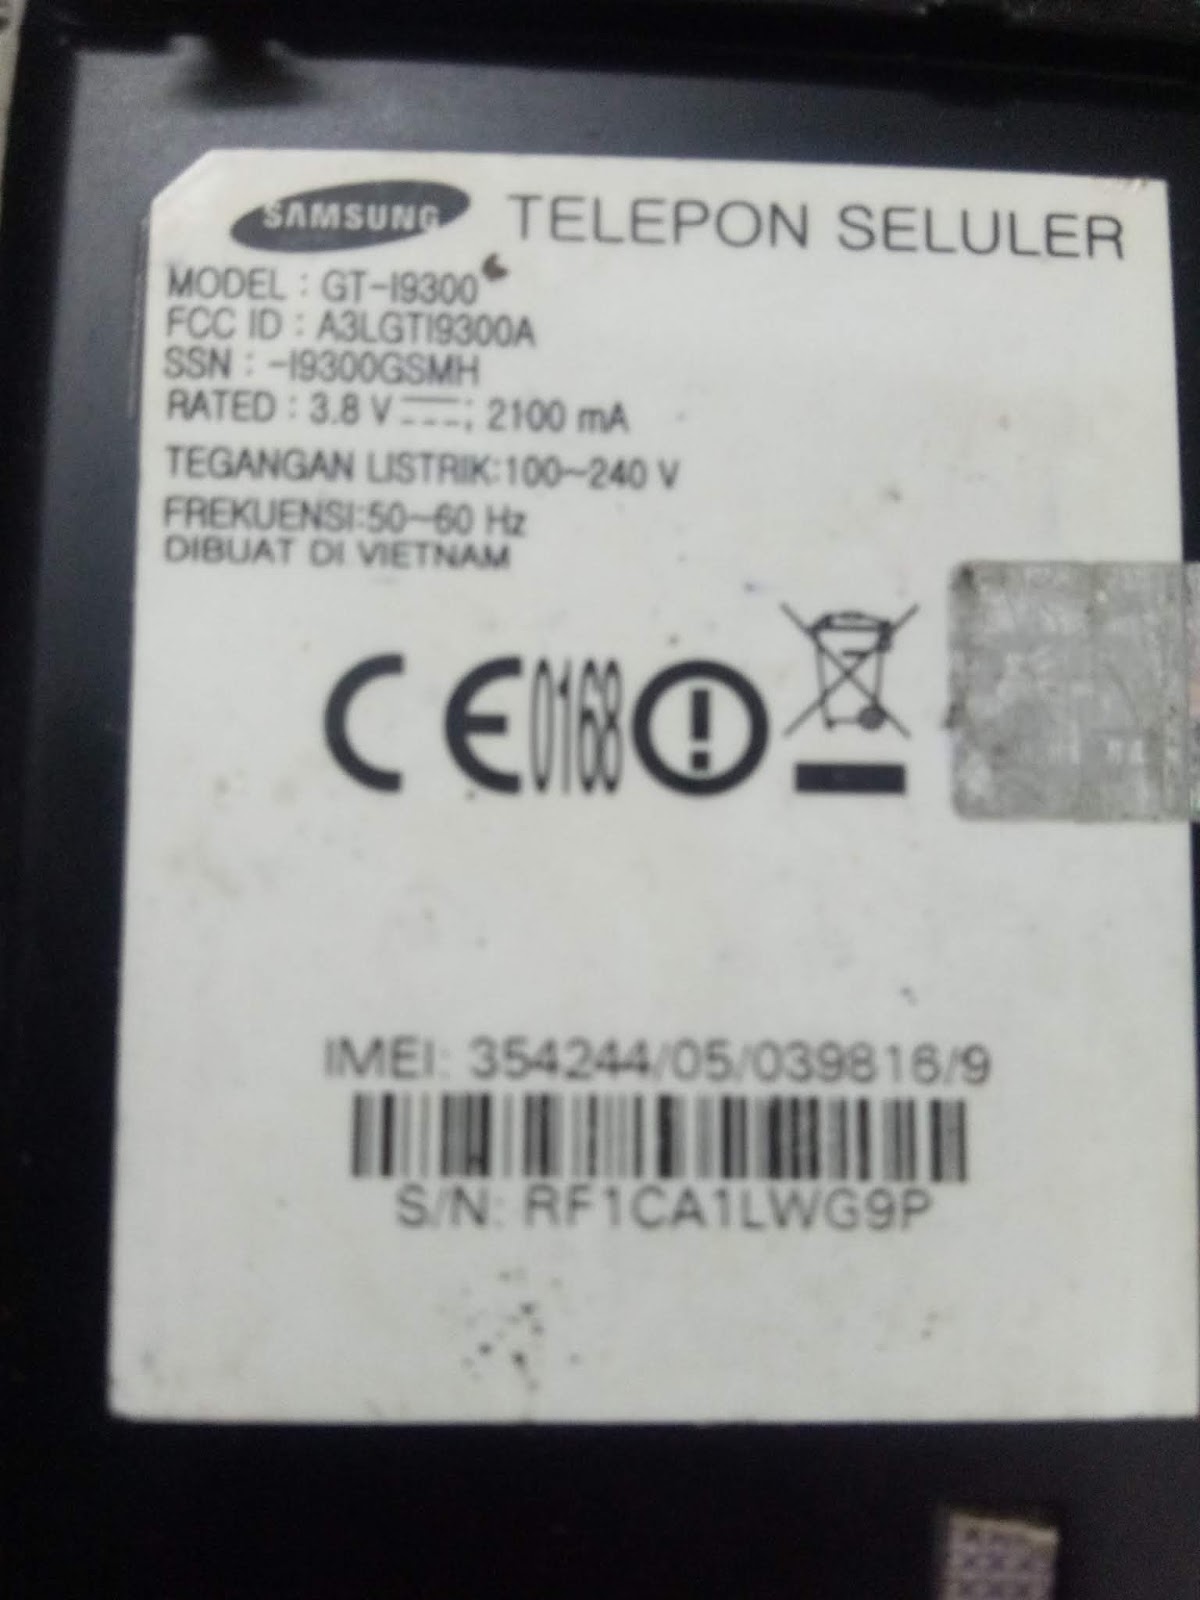 SAMSUNG TELEPON SELULER
MODEL : GT-I9300
FCC ID : A3LGTI9300A
SSN : -I9300GSMH
RATED : 3.8 V ⎓; 2100 mA
TEGANGAN LISTRIK:100~240 V
FREKUENSI:50~60 Hz
DIBUAT DI VIETNAM
CE0168
IMEI: 354244/05/039816/9
S/N: RF1CA1LWG9P